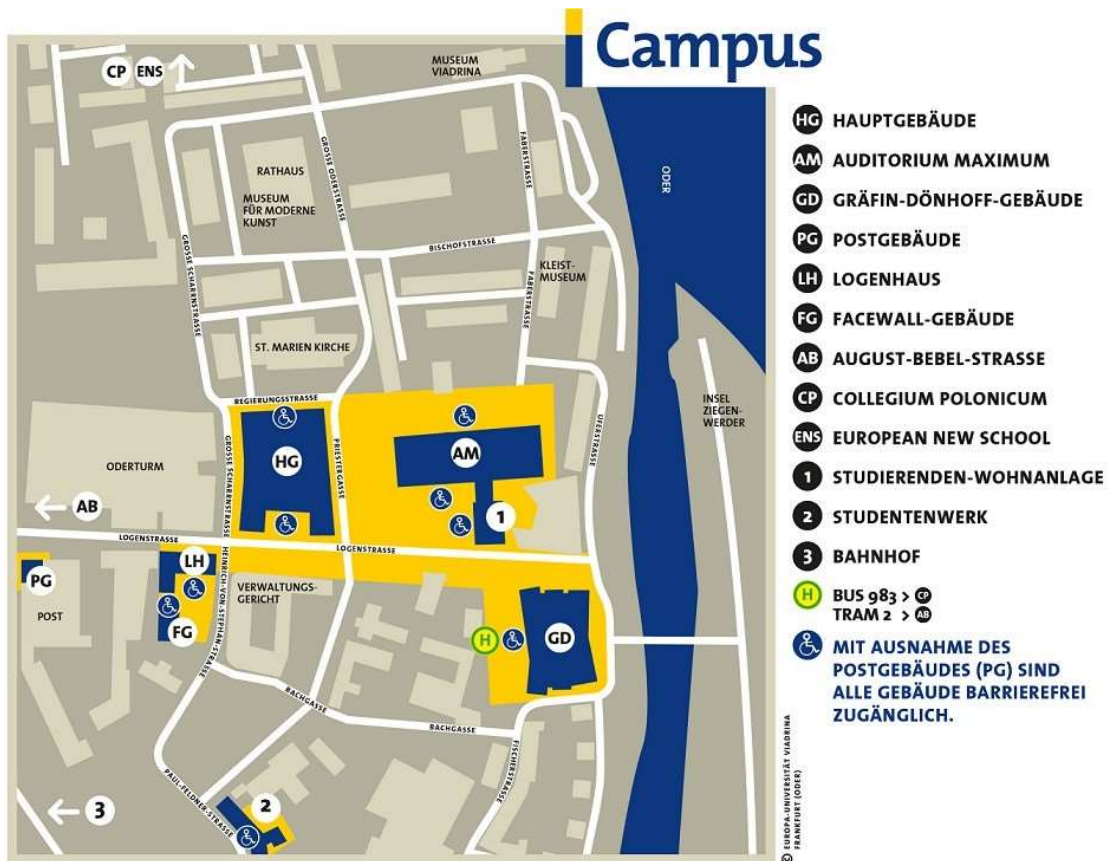 Campus
CP ENS
MUSEUM
VIADRINA
FABERSTRASSE
GROSSE ODERSTRASSE
RATHAUS
MUSEUM
FÜR MODERNE
KUNST
ODER
GROSSE SCHARRNSTRASSE
BISCHOFSTRASSE
KLEIST-
MUSEUM
FABERSTRASSE
ST. MARIEN KIRCHE
REGIERUNGSSTRASSE
INSEL
ZIEGEN-
WERDER
UFERSTRASSE
PRIESTERGASSE
GROSSE SCHARRNSTRASSE
HG
AM
ODERTURM
AB
1
LOGENSTRASSE
LOGENSTRASSE
LH
PG
HEINRICH-VON-STEPHAN-STRASSE
VERWALTUNGS-
GERICHT
POST
FG
H
GD
BACHGASSE
BACHGASSE
FISCHERSTRASSE
PAUL-FELDNER-STRASSE
2
3
HG HAUPTGEBÄUDE
AM AUDITORIUM MAXIMUM
GD GRÄFIN-DÖNHOFF-GEBÄUDE
PG POSTGEBÄUDE
LH LOGENHAUS
FG FACEWALL-GEBÄUDE
AB AUGUST-BEBEL-STRASSE
CP COLLEGIUM POLONICUM
ENS EUROPEAN NEW SCHOOL
1 STUDIERENDEN-WOHNANLAGE
2 STUDENTENWERK
3 BAHNHOF
H BUS 983 > CP
TRAM 2 > AB
MIT AUSNAHME DES
POSTGEBÄUDES (PG) SIND
ALLE GEBÄUDE BARRIEREFREI
ZUGÄNGLICH.
© EUROPA-UNIVERSITÄT VIADRINA
FRANKFURT (ODER)